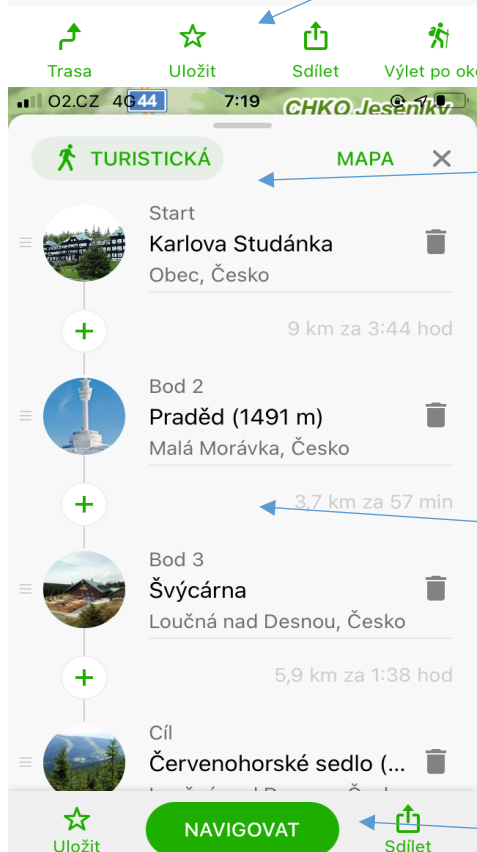 Trasa
Uložit
Sdílet
Výlet po ok
O2.CZ 4G 44 7:19
CHKO Jeseníky
TURISTICKÁ
MAPA
Start
Karlova Studánka
Obec, Česko
9 km za 3:44 hod
Bod 2
Praděd (1491 m)
Malá Morávka, Česko
3,7 km za 57 min
Bod 3
Švýcárna
Loučná nad Desnou, Česko
5,9 km za 1:38 hod
Cíl
Červenohorské sedlo (...
Uložit
NAVIGOVAT
Sdílet